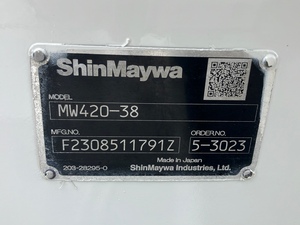 ShinMaywa
MODEL
MW420-38
MFG.NO. ORDER.NO.
F2308511791Z 5-3023
Made in Japan
203-28295-0 ShinMaywa Industries, Ltd.